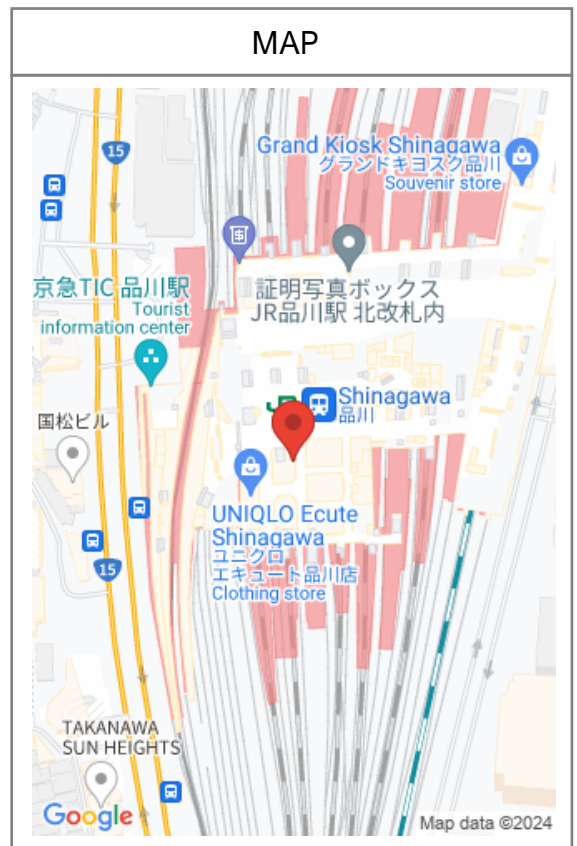 MAP
15
Grand Kiosk Shinagawa
グランドキヨスク品川
Souvenir store
証明写真ボックス
JR品川駅 北改札内
京急TIC 品川駅
Tourist
information center
Shinagawa
品川
JR
国松ビル
UNIQLO Ecute
Shinagawa
ユニクロ
エキュート品川店
Clothing store
15
TAKANAWA
SUN HEIGHTS
Google
Map data ©2024